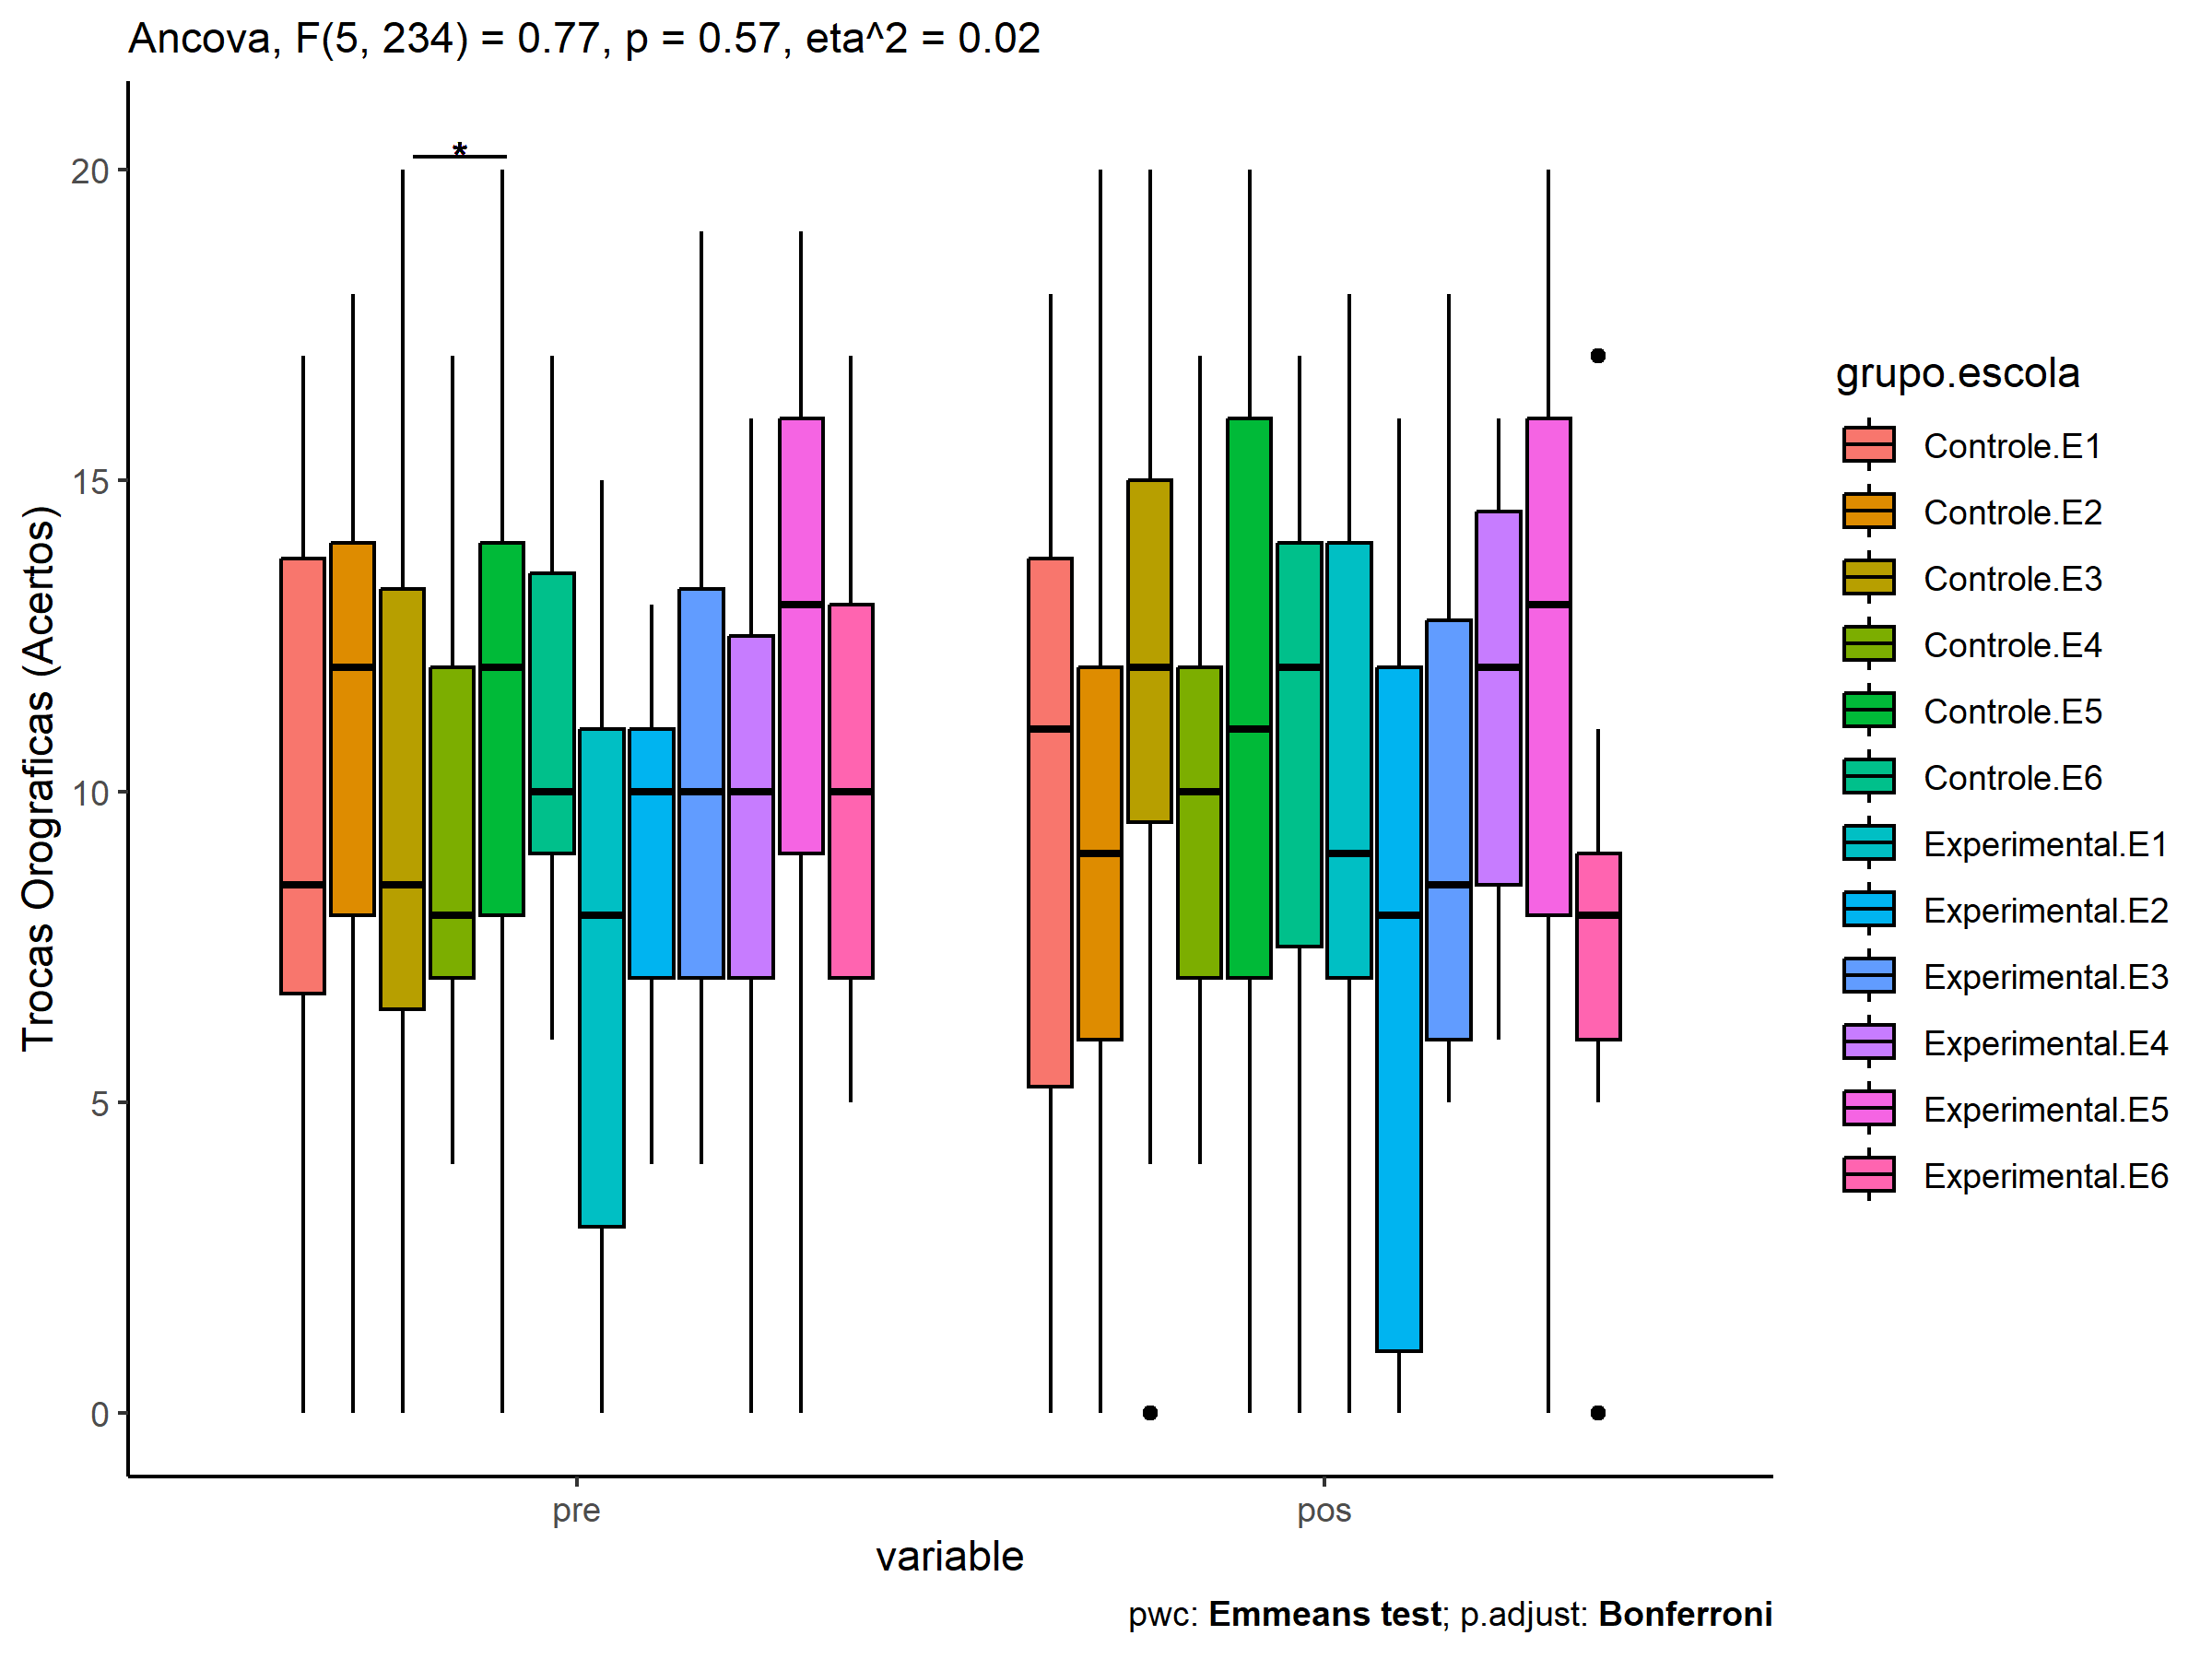 Ancova, F(5, 234) = 0.77, p = 0.57, eta^2 = 0.02
*
Trocas Orograficas (Acertos)
20
15
10
5
0
pre
pos
variable
grupo.escola
Controle.E1
Controle.E2
Controle.E3
Controle.E4
Controle.E5
Controle.E6
Experimental.E1
Experimental.E2
Experimental.E3
Experimental.E4
Experimental.E5
Experimental.E6
pwc: Emmeans test; p.adjust: Bonferroni